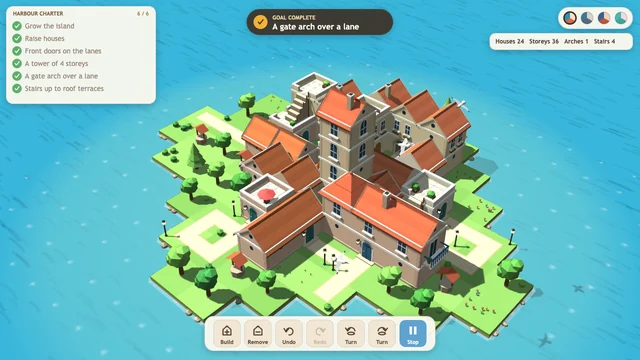 HARBOUR CHARTER 6 / 6
Grow the island
Raise houses
Front doors on the lanes
A tower of 4 storeys
A gate arch over a lane
Stairs up to roof terraces
GOAL COMPLETE
A gate arch over a lane
Houses 24 Storeys 36 Arches 1 Stairs 4
Build Remove Undo Redo Turn Turn Stop